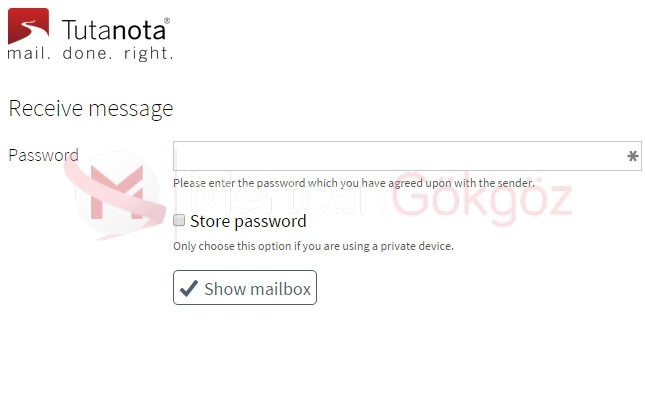 Tutanota®
mail. done. right.
Receive message
Password
*
Please enter the password which you have agreed upon with the sender.
MertcanGökgöz
Store password
Only choose this option if you are using a private device.
Show mailbox